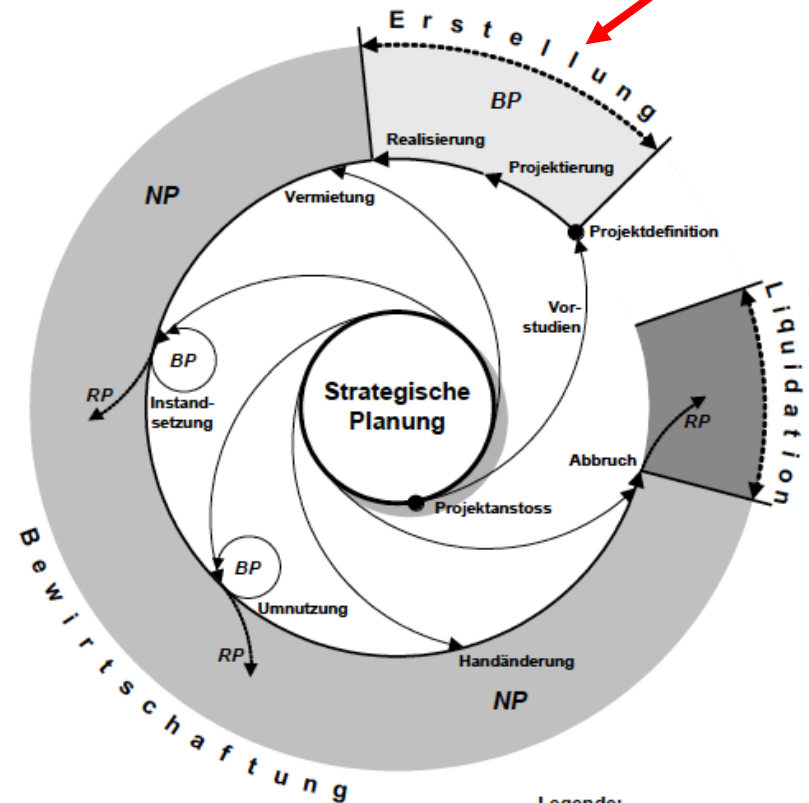 Erstellung
BP
Realisierung
Projektierung
NP
Vermietung
Projektdefinition
Liquidation
Vor-
studien
BP
RP
Instand-
setzung
Strategische
Planung
RP
Abbruch
Projektanstoss
Bewirtschaftung
BP
Umnutzung
RP
Handänderung
NP
Legende: